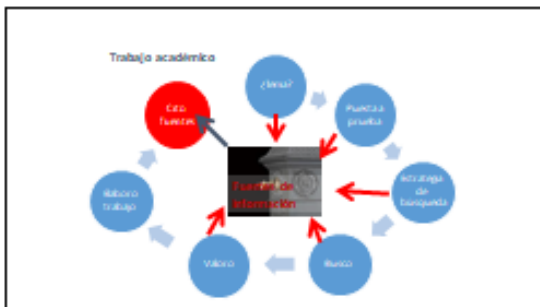 Trabajo académico
¿Tema?
Puesta a
prueba
Estrategia
de
búsqueda
Busco
Valoro
Elaboro
trabajo
Cito
fuentes
Fuentes de
información